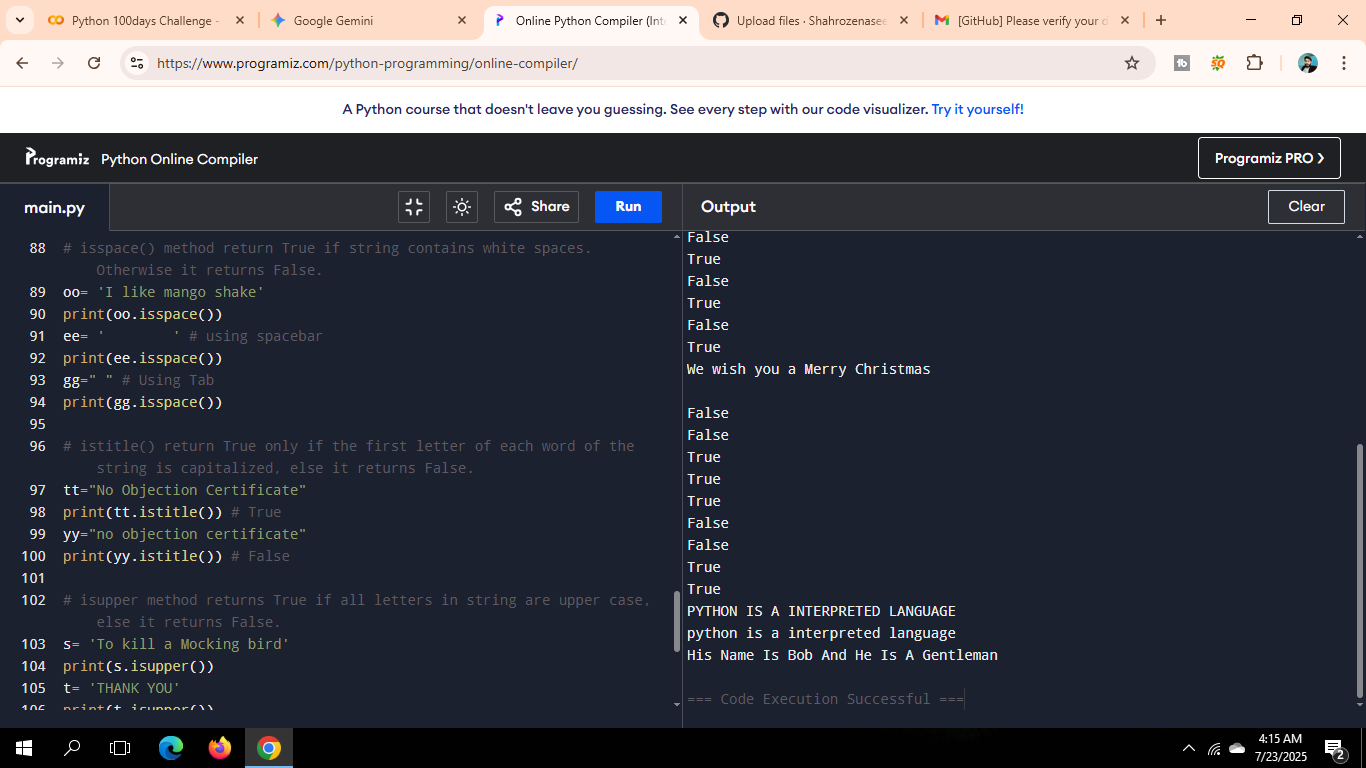 Python 100days Challenge -
Google Gemini
Online Python Compiler (Int
Upload files · Shahrozenasee
[GitHub] Please verify your d
https://www.programiz.com/python-programming/online-compiler/
A Python course that doesn't leave you guessing. See every step with our code visualizer. Try it yourself!
Programiz Python Online Compiler
Programiz PRO ❯
main.py
Share
Run
Output
Clear
88 # isspace() method return True if string contains white spaces.
Otherwise it returns False.
89 oo= 'I like mango shake'
90 print(oo.isspace())
91 ee= '        ' # using spacebar
92 print(ee.isspace())
93 gg=" " # Using Tab
94 print(gg.isspace())
95
96 # istitle() return True only if the first letter of each word of the
string is capitalized, else it returns False.
97 tt="No Objection Certificate"
98 print(tt.istitle()) # True
99 yy="no objection certificate"
100 print(yy.istitle()) # False
101
102 # isupper method returns True if all letters in string are upper case,
else it returns False.
103 s= 'To kill a Mocking bird'
104 print(s.isupper())
105 t= 'THANK YOU'
106 print(t.isupper())
False
True
False
True
False
True
We wish you a Merry Christmas
False
False
True
True
True
False
False
True
True
PYTHON IS A INTERPRETED LANGUAGE
python is a interpreted language
His Name Is Bob And He Is A Gentleman
=== Code Execution Successful ===
4:15 AM
7/23/2025
2